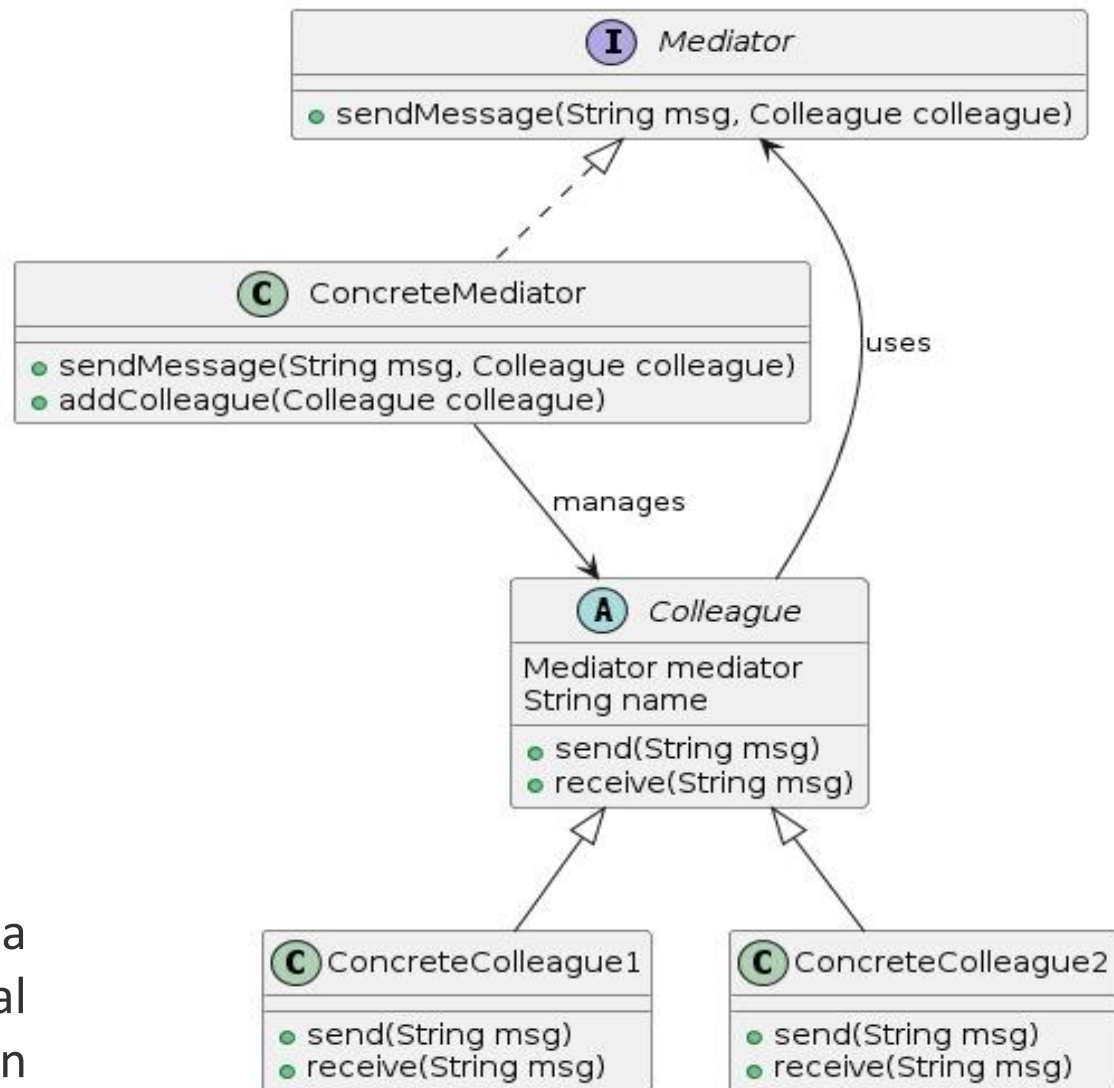 I Mediator
sendMessage(String msg, Colleague colleague)
C ConcreteMediator
sendMessage(String msg, Colleague colleague)
addColleague(Colleague colleague)
uses
manages
A Colleague
Mediator mediator
String name
send(String msg)
receive(String msg)
a
al
n
C ConcreteColleague1
send(String msg)
receive(String msg)
C ConcreteColleague2
send(String msg)
receive(String msg)